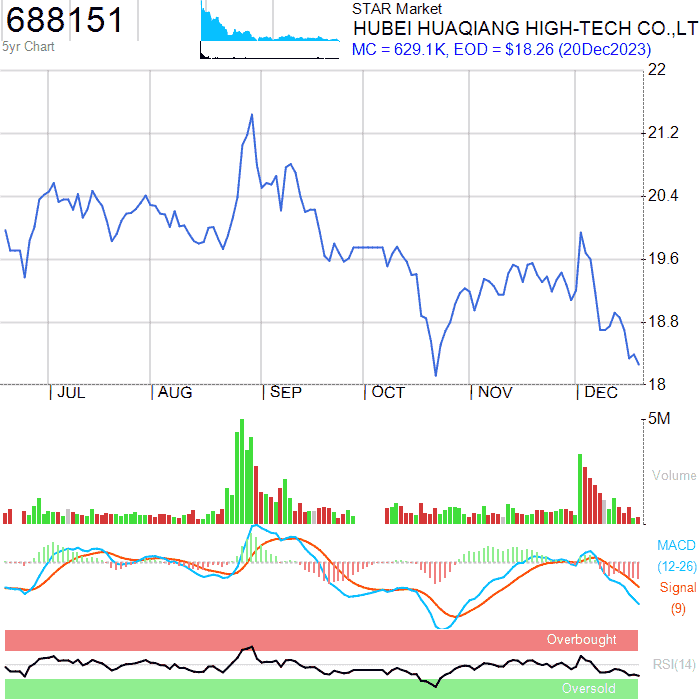 688151
5yr Chart
STAR Market
HUBEI HUAQIANG HIGH-TECH CO.,LT
MC = 629.1K, EOD = $18.26 (20Dec2023)
22
21.2
20.4
19.6
18.8
18
JUL AUG SEP OCT NOV DEC
5M
Volume
MACD
(12-26)
Signal
(9)
Overbought
RSI(14)
Oversold